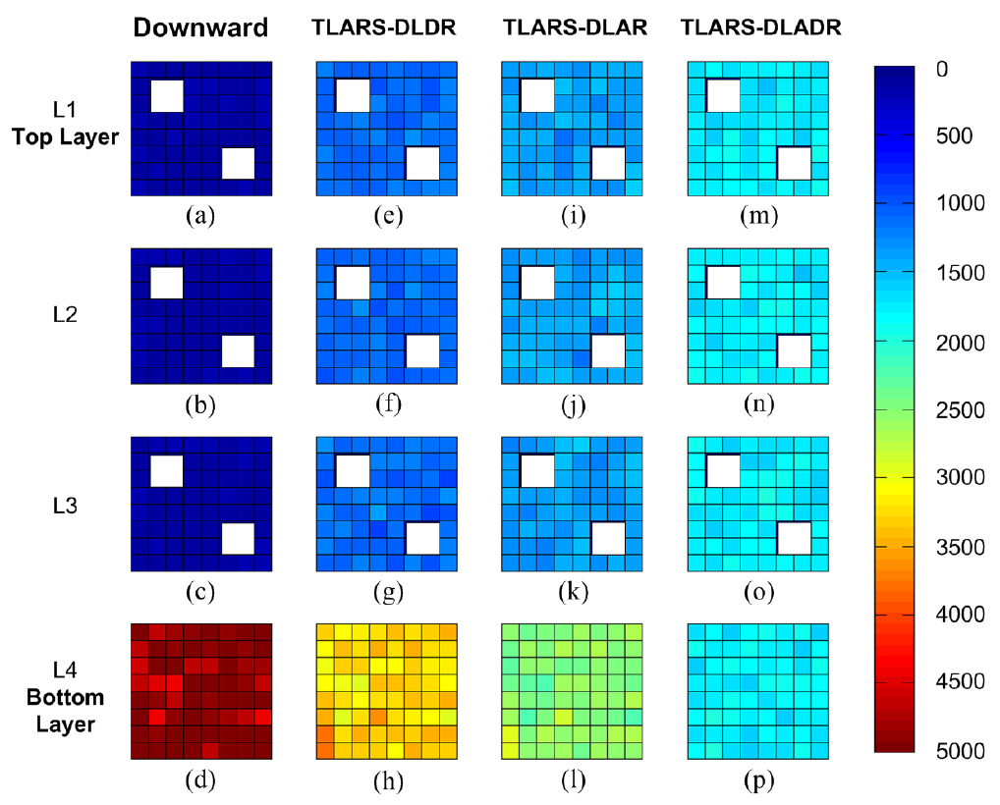 Downward TLARS-DLDR TLARS-DLAR TLARS-DLADR
L1
Top Layer
(a) (e) (i) (m)
L2
(b) (f) (j) (n)
L3
(c) (g) (k) (o)
L4
Bottom
Layer
(d) (h) (l) (p)
0
500
1000
1500
2000
2500
3000
3500
4000
4500
5000